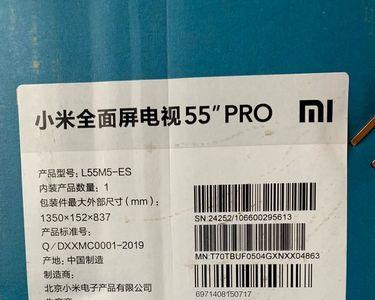 小米全面屏电视 55" PRO
产品型号: L55M5-ES
内装产品数量: 1
包装件最大外部尺寸 (mm):
1350×152×837
产品标准号:
Q/DXXMC0001-2019
产地: 中国制造
制造商:
北京小米电子产品有限公司
SN:24252/106600295613
MN:T70TBUF0504GXNXX04863
6971408150717